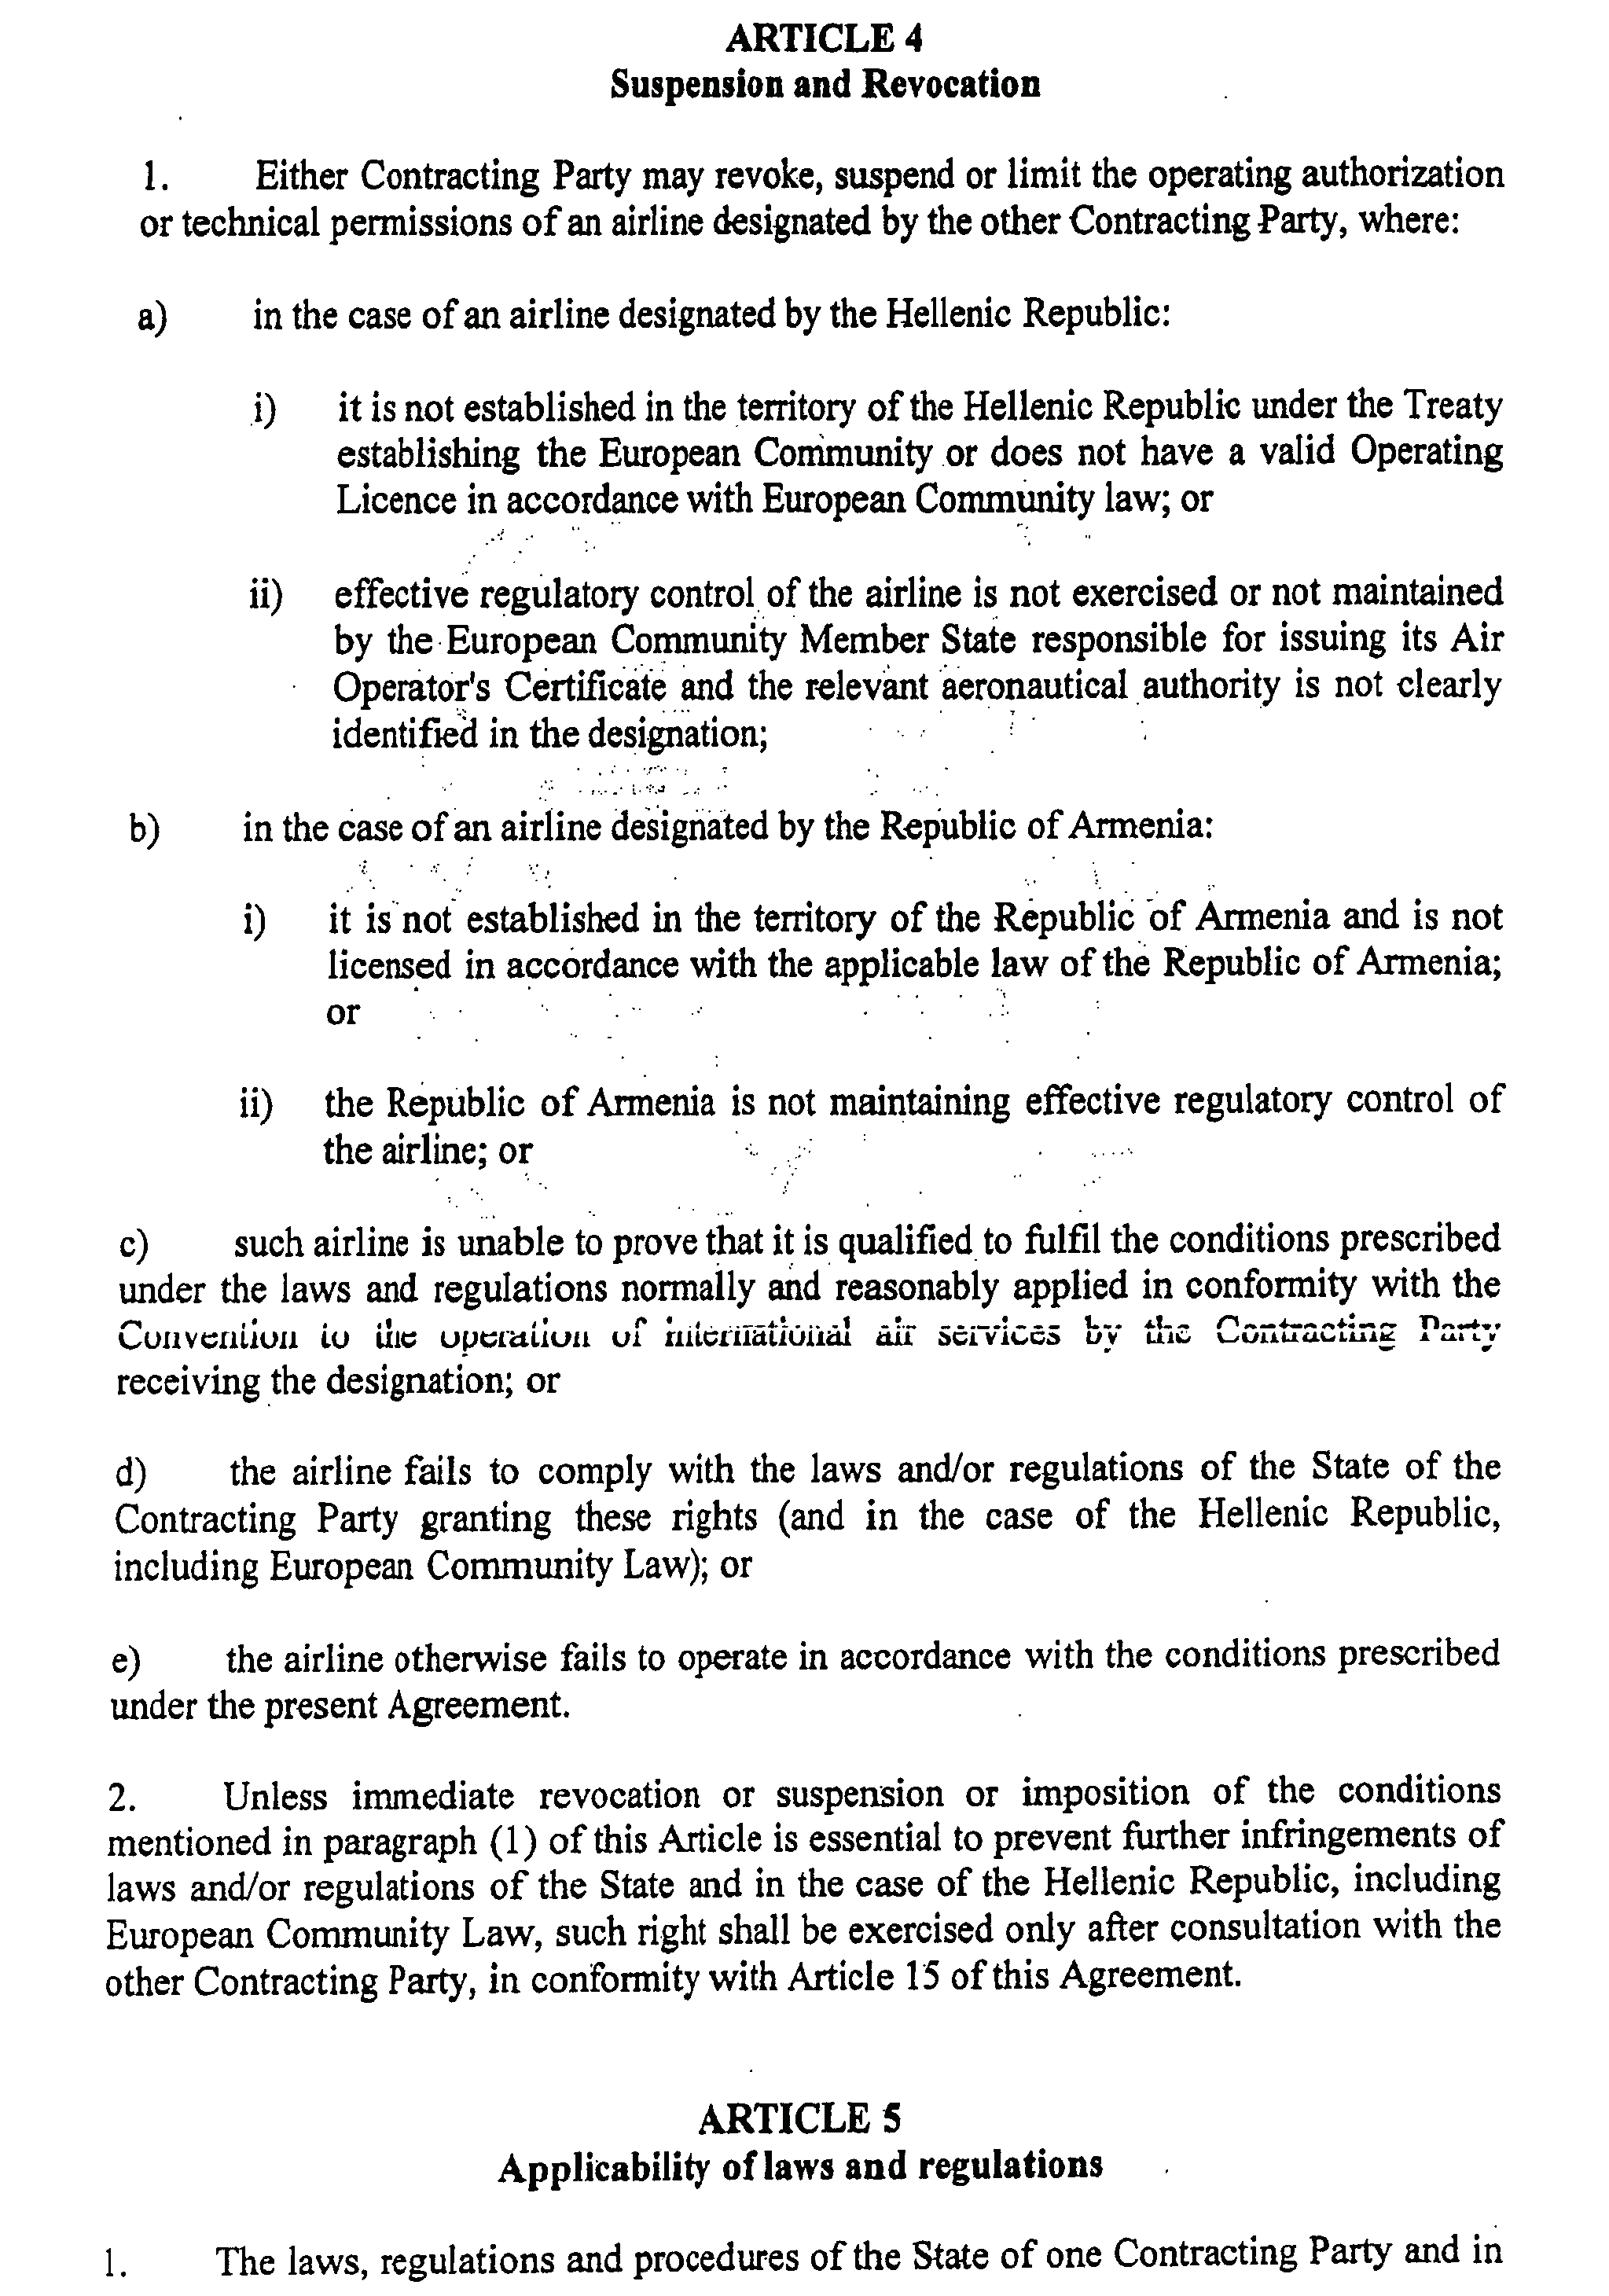 ARTICLE 4
Suspension and Revocation
1. Either Contracting Party may revoke, suspend or limit the operating authorization
or technical permissions of an airline designated by the other Contracting Party, where:
a) in the case of an airline designated by the Hellenic Republic:
i) it is not established in the territory of the Hellenic Republic under the Treaty
establishing the European Community or does not have a valid Operating
Licence in accordance with European Community law; or
ii) effective regulatory control of the airline is not exercised or not maintained
by the European Community Member State responsible for issuing its Air
Operator's Certificate and the relevant aeronautical authority is not clearly
identified in the designation;
b) in the case of an airline designated by the Republic of Armenia:
i) it is not established in the territory of the Republic of Armenia and is not
licensed in accordance with the applicable law of the Republic of Armenia;
or
ii) the Republic of Armenia is not maintaining effective regulatory control of
the airline; or
c) such airline is unable to prove that it is qualified to fulfil the conditions prescribed
under the laws and regulations normally and reasonably applied in conformity with the
Convention to the operation of international air services by the Contracting Party
receiving the designation; or
d) the airline fails to comply with the laws and/or regulations of the State of the
Contracting Party granting these rights (and in the case of the Hellenic Republic,
including European Community Law); or
e) the airline otherwise fails to operate in accordance with the conditions prescribed
under the present Agreement.
2. Unless immediate revocation or suspension or imposition of the conditions
mentioned in paragraph (1) of this Article is essential to prevent further infringements of
laws and/or regulations of the State and in the case of the Hellenic Republic, including
European Community Law, such right shall be exercised only after consultation with the
other Contracting Party, in conformity with Article 15 of this Agreement.
ARTICLE 5
Applicability of laws and regulations
1. The laws, regulations and procedures of the State of one Contracting Party and in